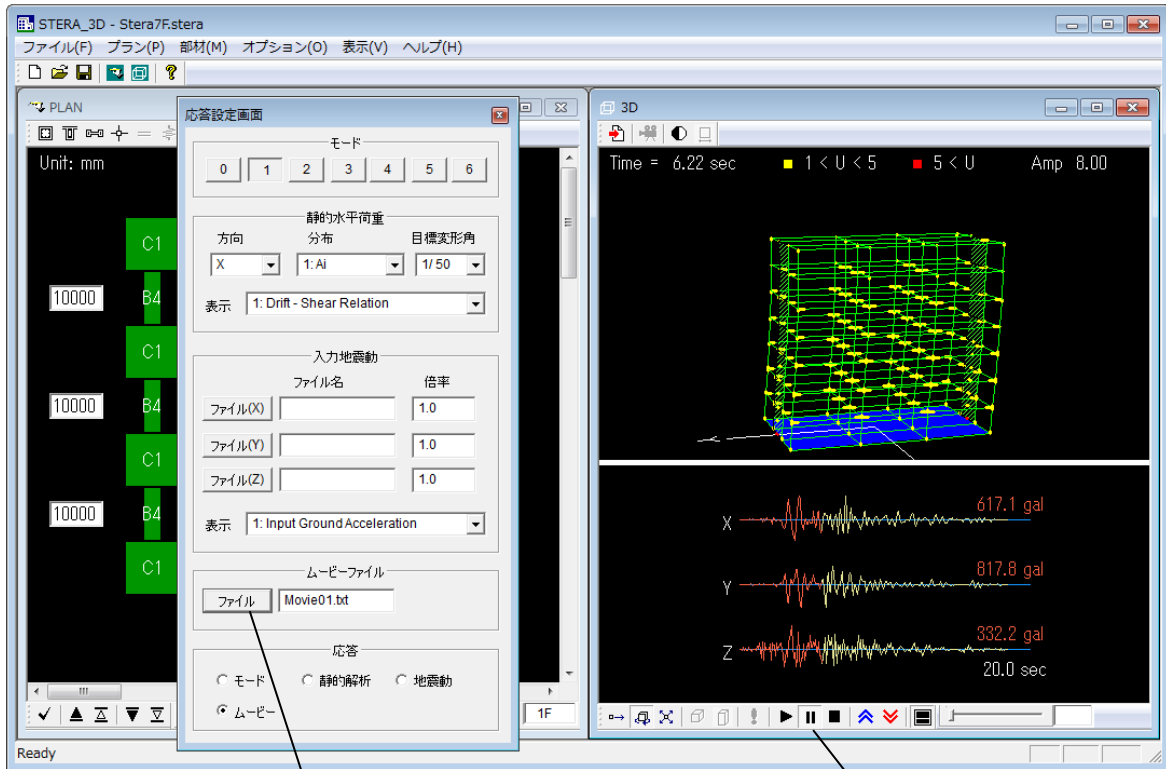 STERA_3D - Stera7F.stera
ファイル(F) プラン(P) 部材(M) オプション(O) 表示(V) ヘルプ(H)
PLAN
Unit: mm
C1
10000 B4
C1
10000 B4
C1
10000 B4
C1
1F
応答設定画面
モード
0 1 2 3 4 5 6
静的水平荷重
方向 分布 目標変形角
X 1: Ai 1/ 50
表示 1: Drift - Shear Relation
入力地震動
ファイル名 倍率
ファイル(X) 1.0
ファイル(Y) 1.0
ファイル(Z) 1.0
表示 1: Input Ground Acceleration
ムービーファイル
ファイル Movie01.txt
応答
モード 静的解析 地震動
ムービー
3D
Time = 6.22 sec 1 < U < 5 5 < U Amp 8.00
X 617.1 gal
Y 817.8 gal
Z 332.2 gal
20.0 sec
Ready